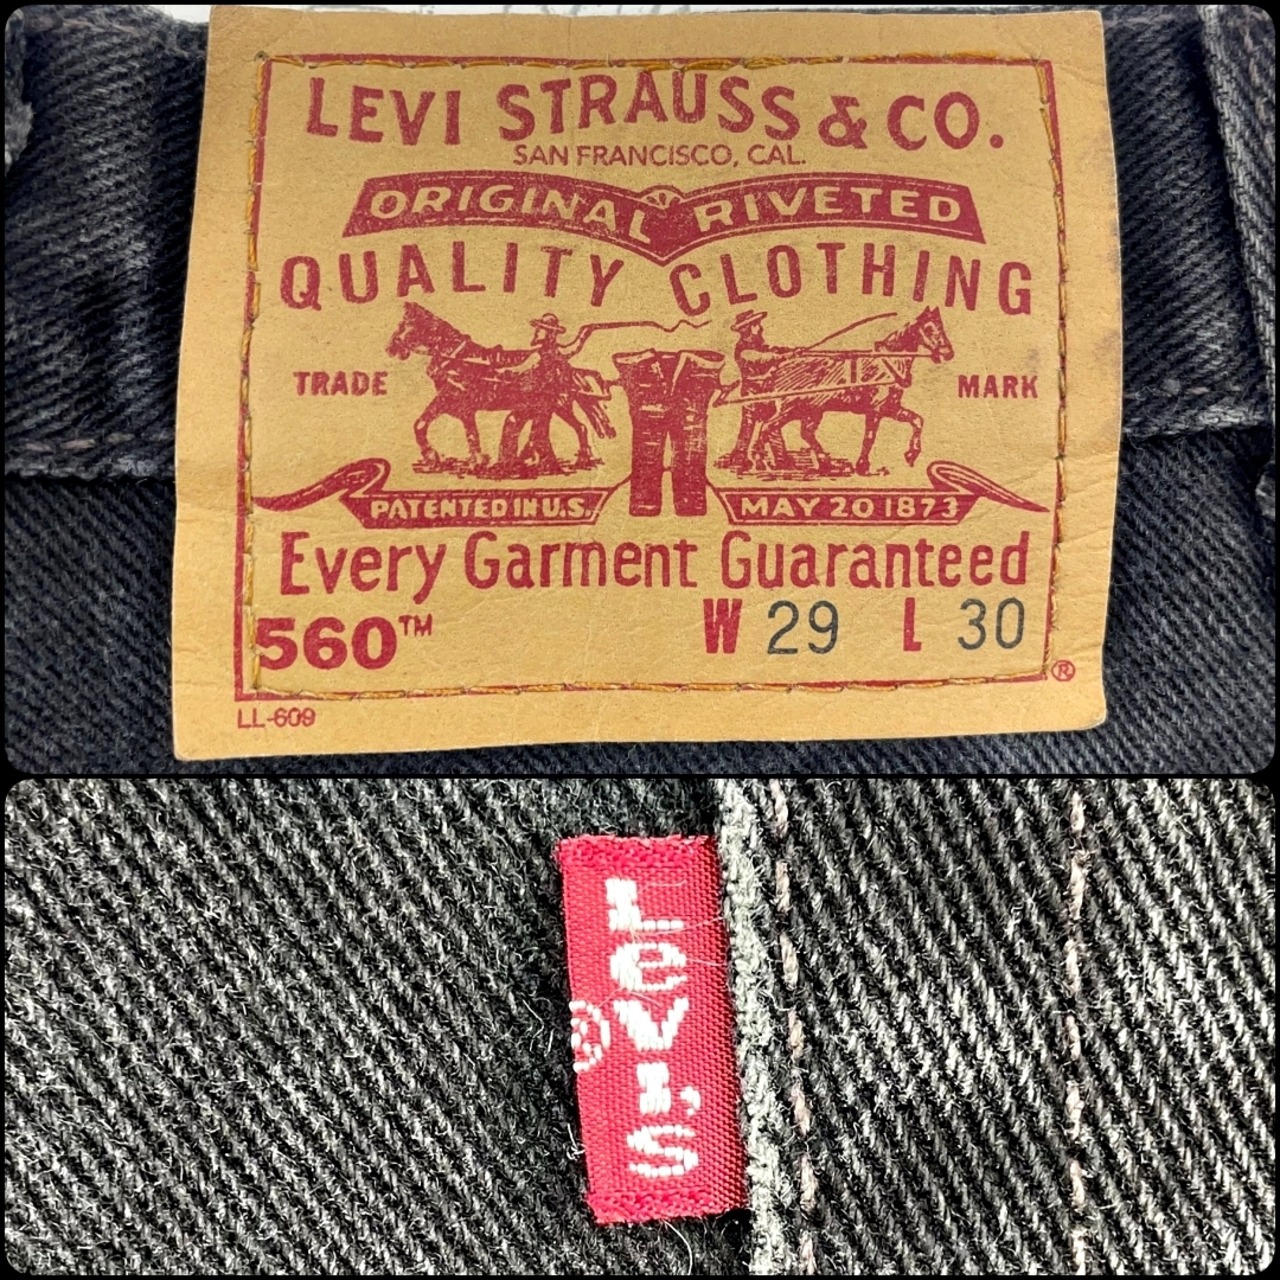 LEVI STRAUSS & CO.
SAN FRANCISCO, CAL.
ORIGINAL RIVETED
QUALITY CLOTHING
TRADE MARK
PATENTED IN U.S. MAY 20 1873
Every Garment Guaranteed
560™ W 29 L 30
®
LL-609
Levi's
®